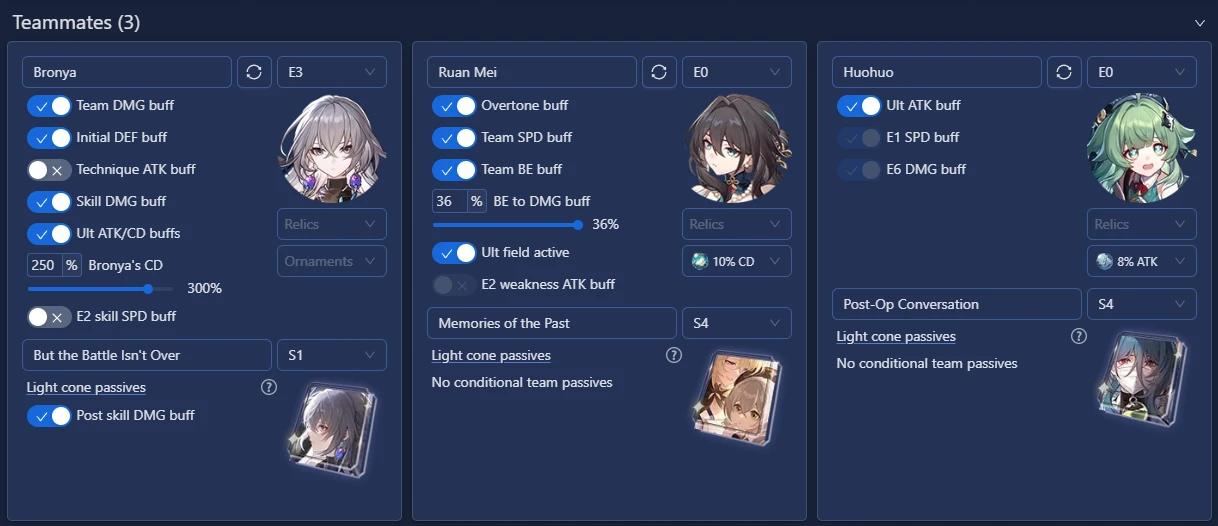 Teammates (3)
Bronya
E3
Team DMG buff
Initial DEF buff
Technique ATK buff
Skill DMG buff
Ult ATK/CD buffs
250 % Bronya's CD
300%
E2 skill SPD buff
Relics
Ornaments
But the Battle Isn't Over
S1
Light cone passives
?
Post skill DMG buff
Ruan Mei
E0
Overtone buff
Team SPD buff
Team BE buff
36 % BE to DMG buff
36%
Ult field active
E2 weakness ATK buff
Relics
10% CD
Memories of the Past
S4
Light cone passives
?
No conditional team passives
Huohuo
E0
Ult ATK buff
E1 SPD buff
E6 DMG buff
Relics
8% ATK
Post-Op Conversation
S4
Light cone passives
?
No conditional team passives